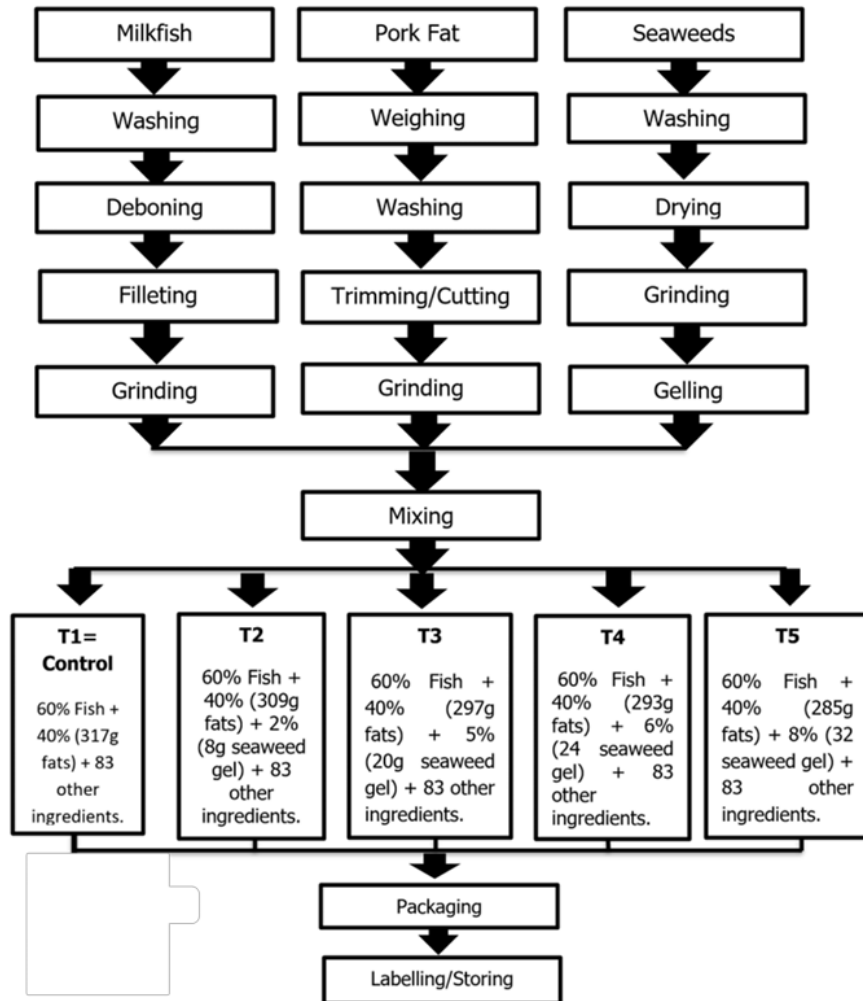 Milkfish
Pork Fat
Seaweeds
Washing
Weighing
Washing
Deboning
Washing
Drying
Filleting
Trimming/Cutting
Grinding
Grinding
Grinding
Gelling
Mixing
T1=
Control
60% Fish +
40% (317g
fats) + 83
other
ingredients.
T2
60% Fish +
40% (309g
fats) + 2%
(8g seaweed
gel) + 83
other
ingredients.
T3
60% Fish +
40% (297g
fats) + 5%
(20g seaweed
gel) + 83 other
ingredients.
T4
60% Fish +
40% (293g
fats) + 6%
(24 seaweed
gel) + 83
other
ingredients.
T5
60% Fish +
40% (285g
fats) + 8% (32
seaweed gel) +
83 other
ingredients.
Packaging
Labelling/Storing